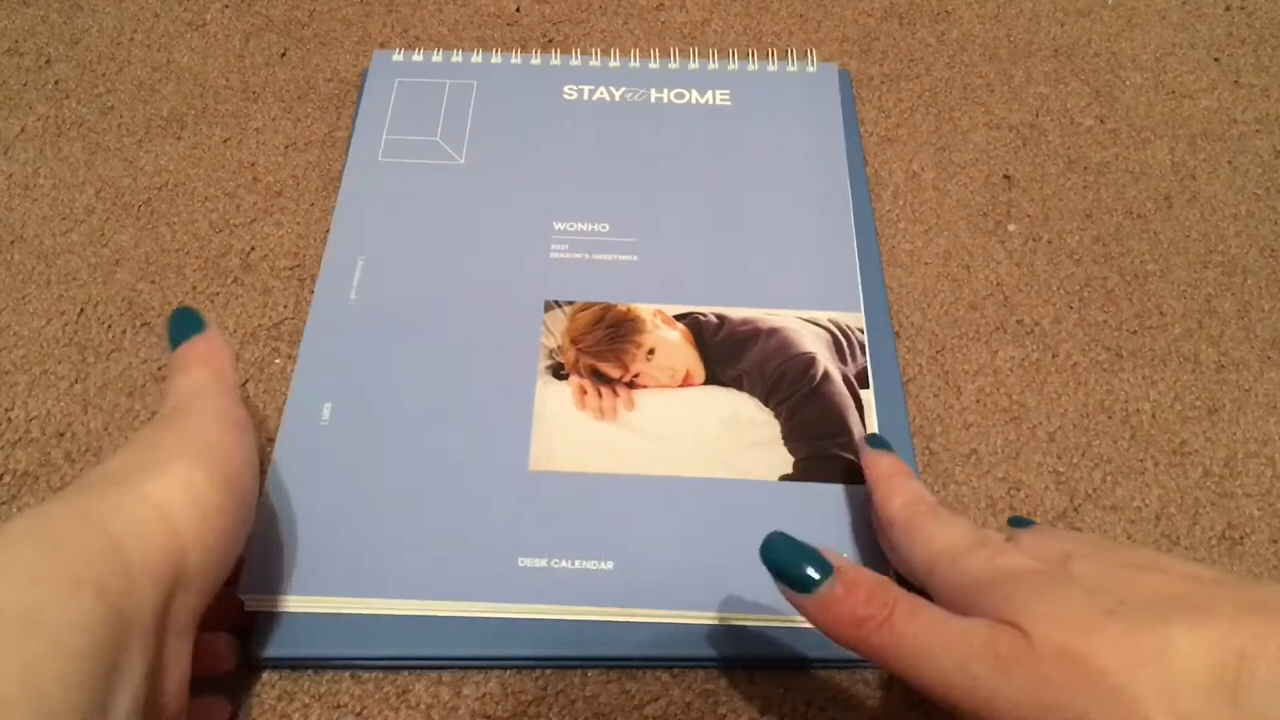 STAY at HOME
WONHO
2021
SEASON'S GREETINGS
DESK CALENDAR